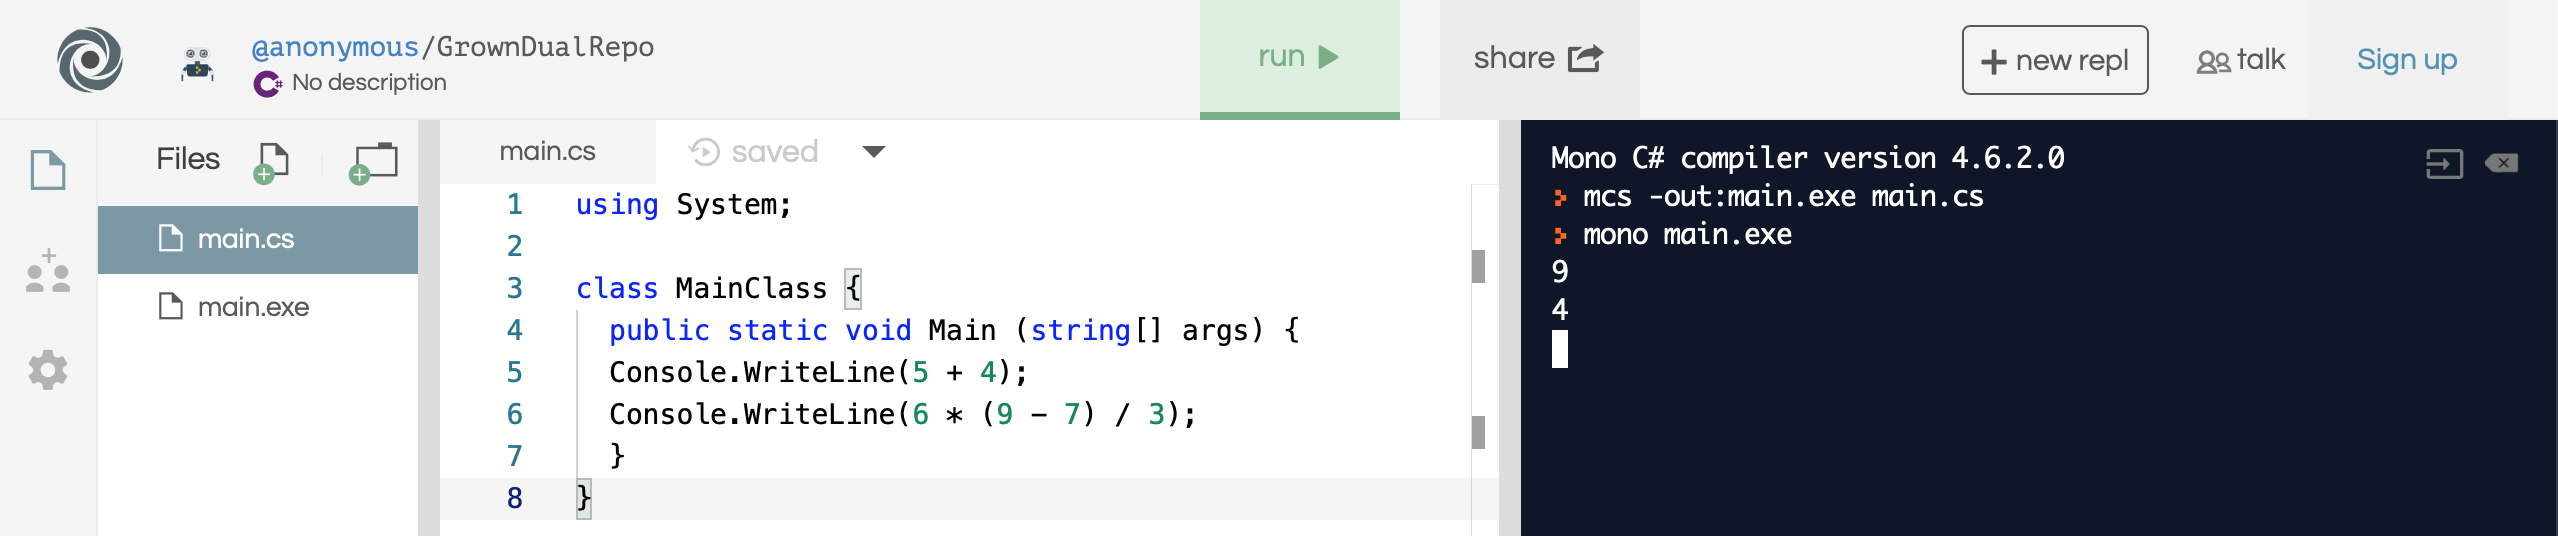 @anonymous/GrownDualRepo
No description
run
share
+ new repl
talk
Sign up
Files
main.cs
main.exe
main.cs
saved
1 using System;
2
3 class MainClass {
4 public static void Main (string[] args) {
5 Console.WriteLine(5 + 4);
6 Console.WriteLine(6 * (9 - 7) / 3);
7 }
8 }
Mono C# compiler version 4.6.2.0
mcs -out:main.exe main.cs
mono main.exe
9
4